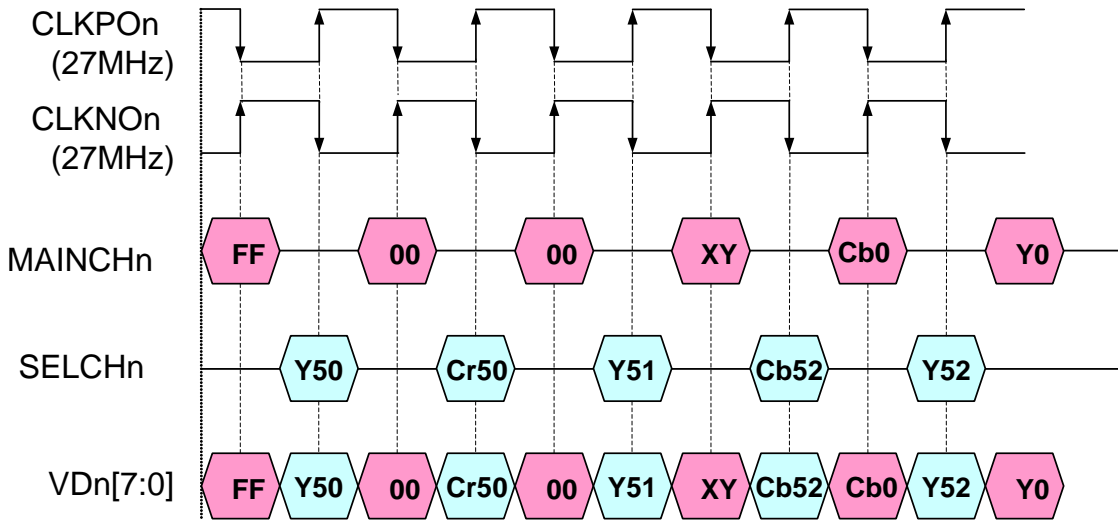 CLKPOn
(27MHz)
CLKNOn
(27MHz)
MAINCHn
FF 00 00 XY Cb0 Y0
SELCHn
Y50 Cr50 Y51 Cb52 Y52
VDn[7:0]
FF Y50 00 Cr50 00 Y51 XY Cb52 Cb0 Y52 Y0